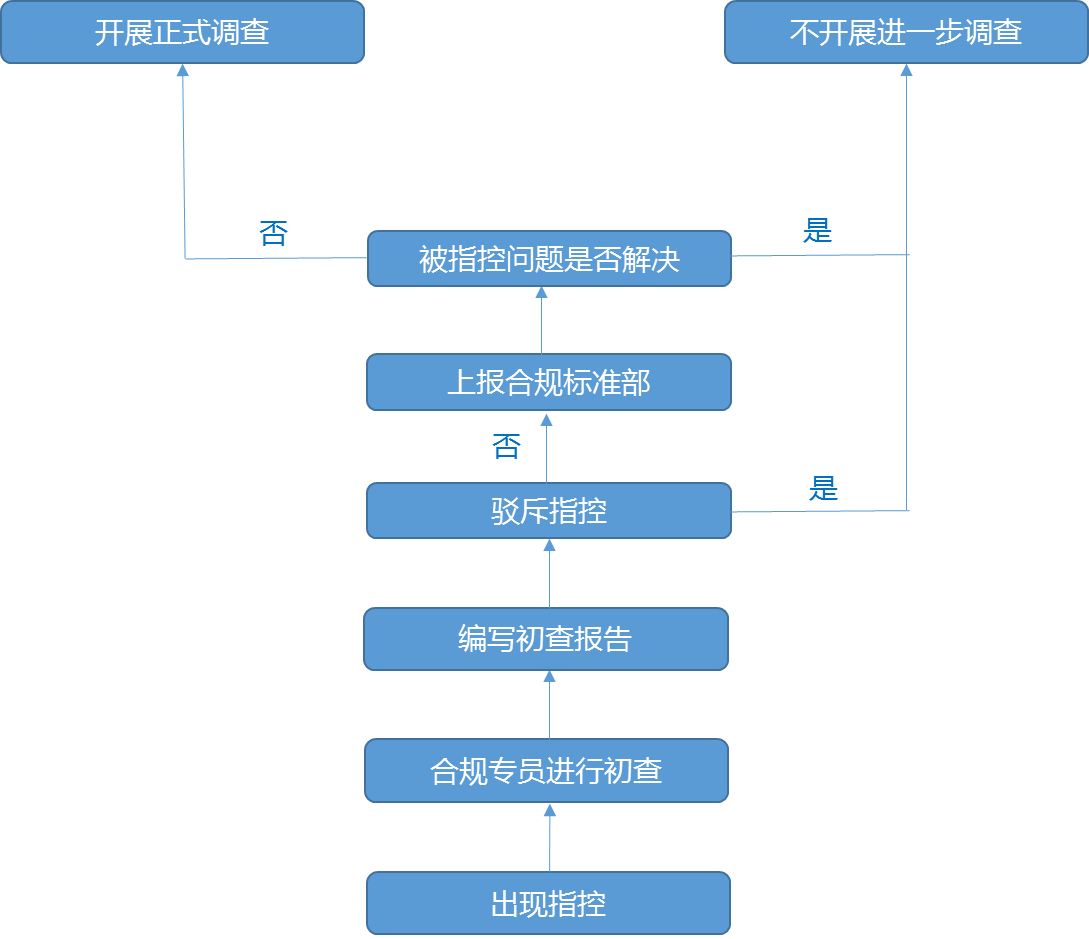 开展正式调查
不开展进一步调查
否
是
被指控问题是否解决
上报合规标准部
否
是
驳斥指控
编写初查报告
合规专员进行初查
出现指控